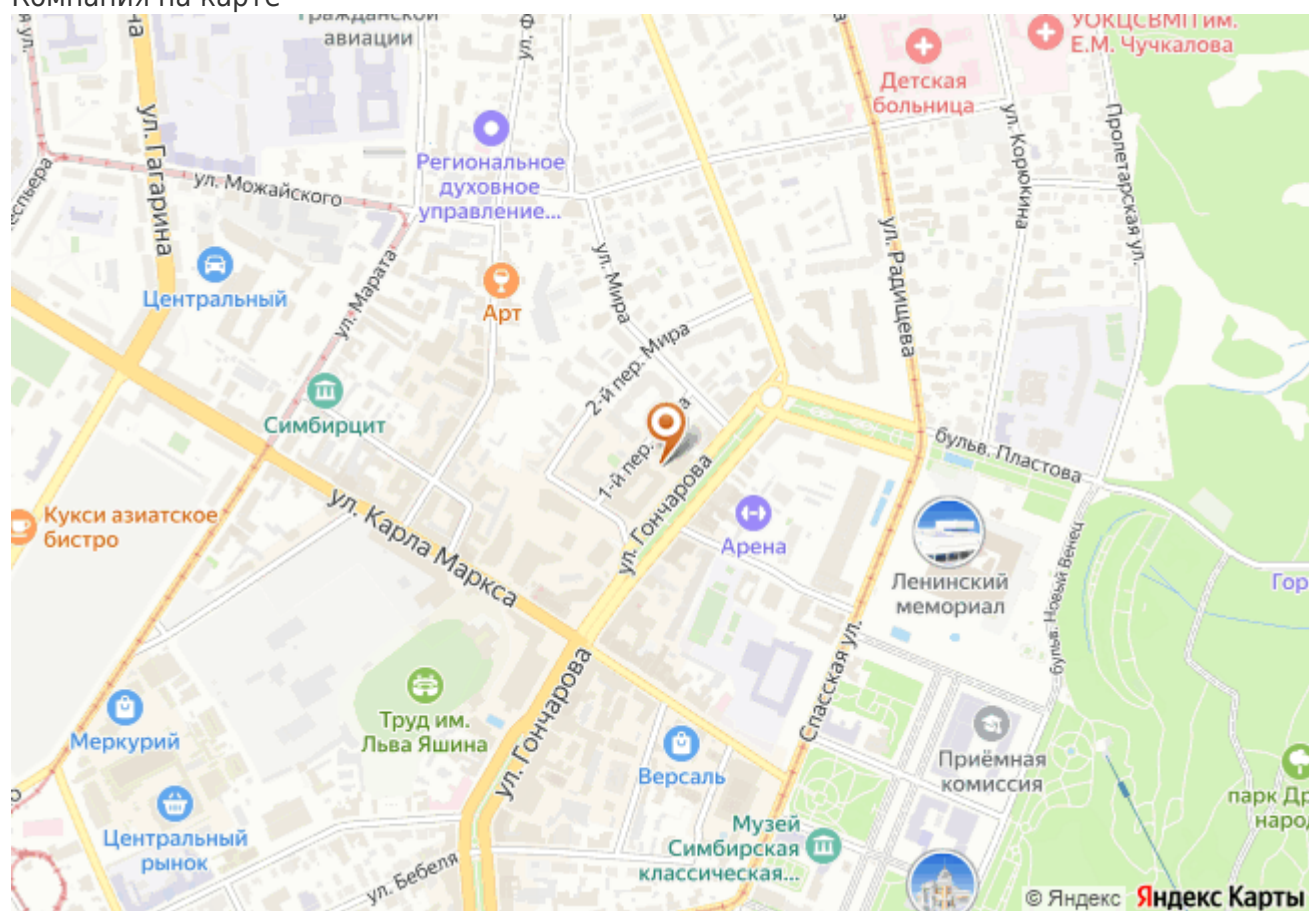 Компания на карте
Гражданской
авиации
УОКЦСВМП им.
Е.М. Чучкалова
Детская
больница
ул. Гагарина
ул. Можайского
Региональное
духовное
управление...
ул. Корюкина
Пролетарская ул.
ул. Радищева
Центральный
ул. Марата
Арт
ул. Мира
2-й пер. Мира
1-й пер.
Симбирцит
бульв. Пластова
Кукси азиатское
бистро
ул. Карла Маркса
ул. Гончарова
Арена
Ленинский
мемориал
бульв. Новый Венец
Гор
Спасская ул.
Труд им.
Льва Яшина
ул. Гончарова
Меркурий
Версаль
Приёмная
комиссия
парк Др
наро
Центральный
рынок
Музей
Симбирская
классическая...
ул. Бебеля
© Яндекс Яндекс Карты